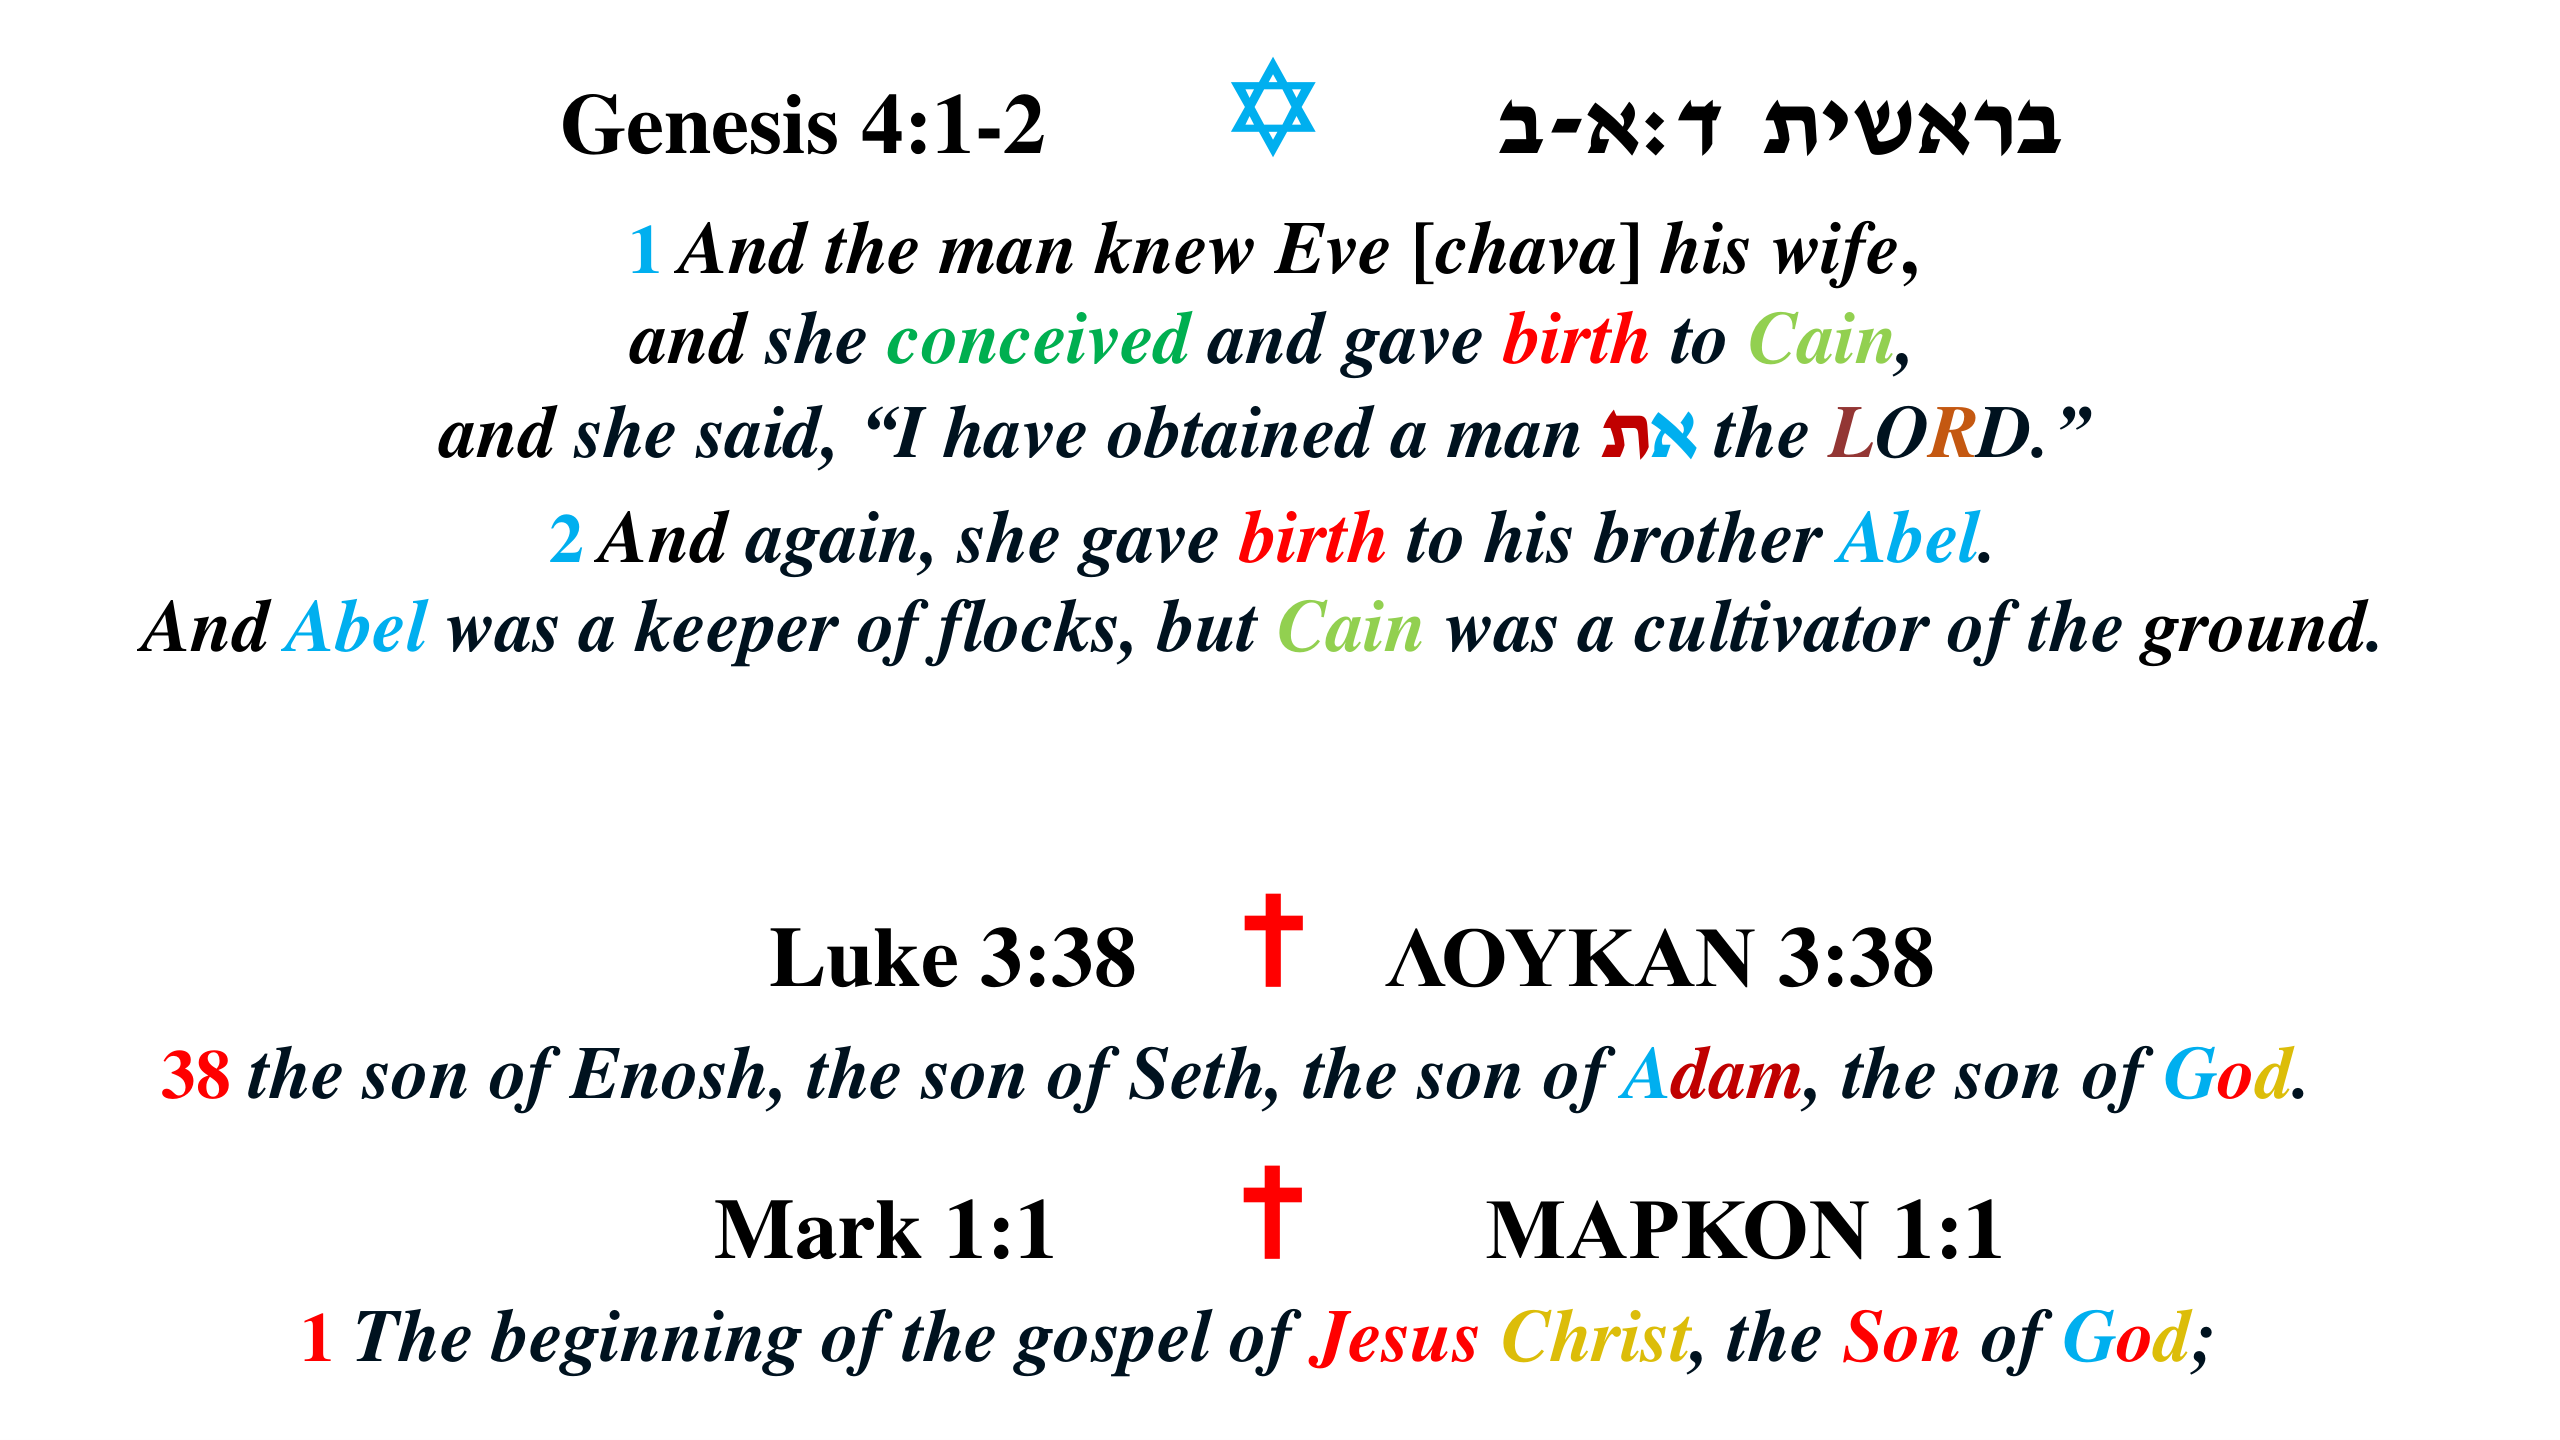 Genesis 4:1-2 ✡ בראשית ד:א-ב
1 And the man knew Eve [chava] his wife,
and she conceived and gave birth to Cain,
and she said, “I have obtained a man את the LORD.”
2 And again, she gave birth to his brother Abel.
And Abel was a keeper of flocks, but Cain was a cultivator of the ground.
Luke 3:38 ✝ ΛΟΥΚΑΝ 3:38
38 the son of Enosh, the son of Seth, the son of Adam, the son of God.
Mark 1:1 ✝ ΜΑΡΚΟΝ 1:1
1 The beginning of the gospel of Jesus Christ, the Son of God;